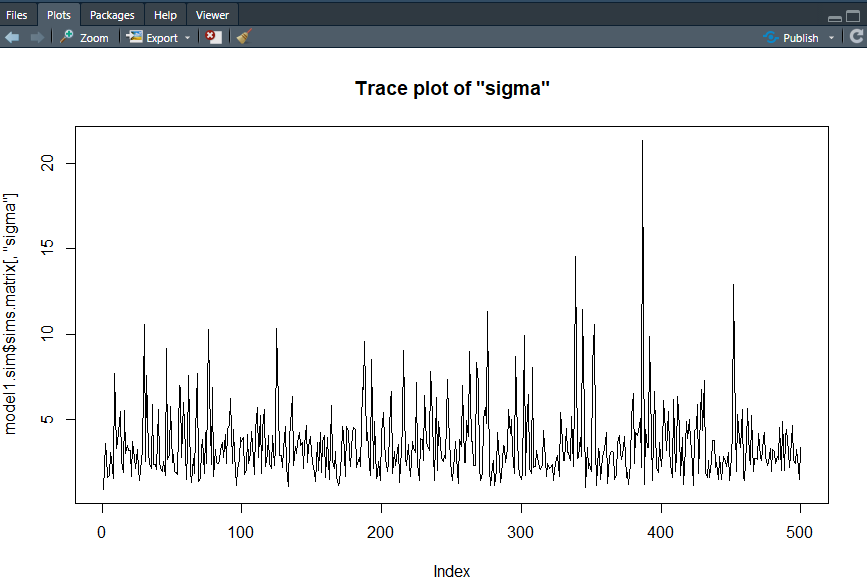 Files Plots Packages Help Viewer
Zoom Export Publish
Trace plot of "sigma"
model1.sim$sims.matrix[, "sigma"]
20
15
10
5
0 100 200 300 400 500
Index